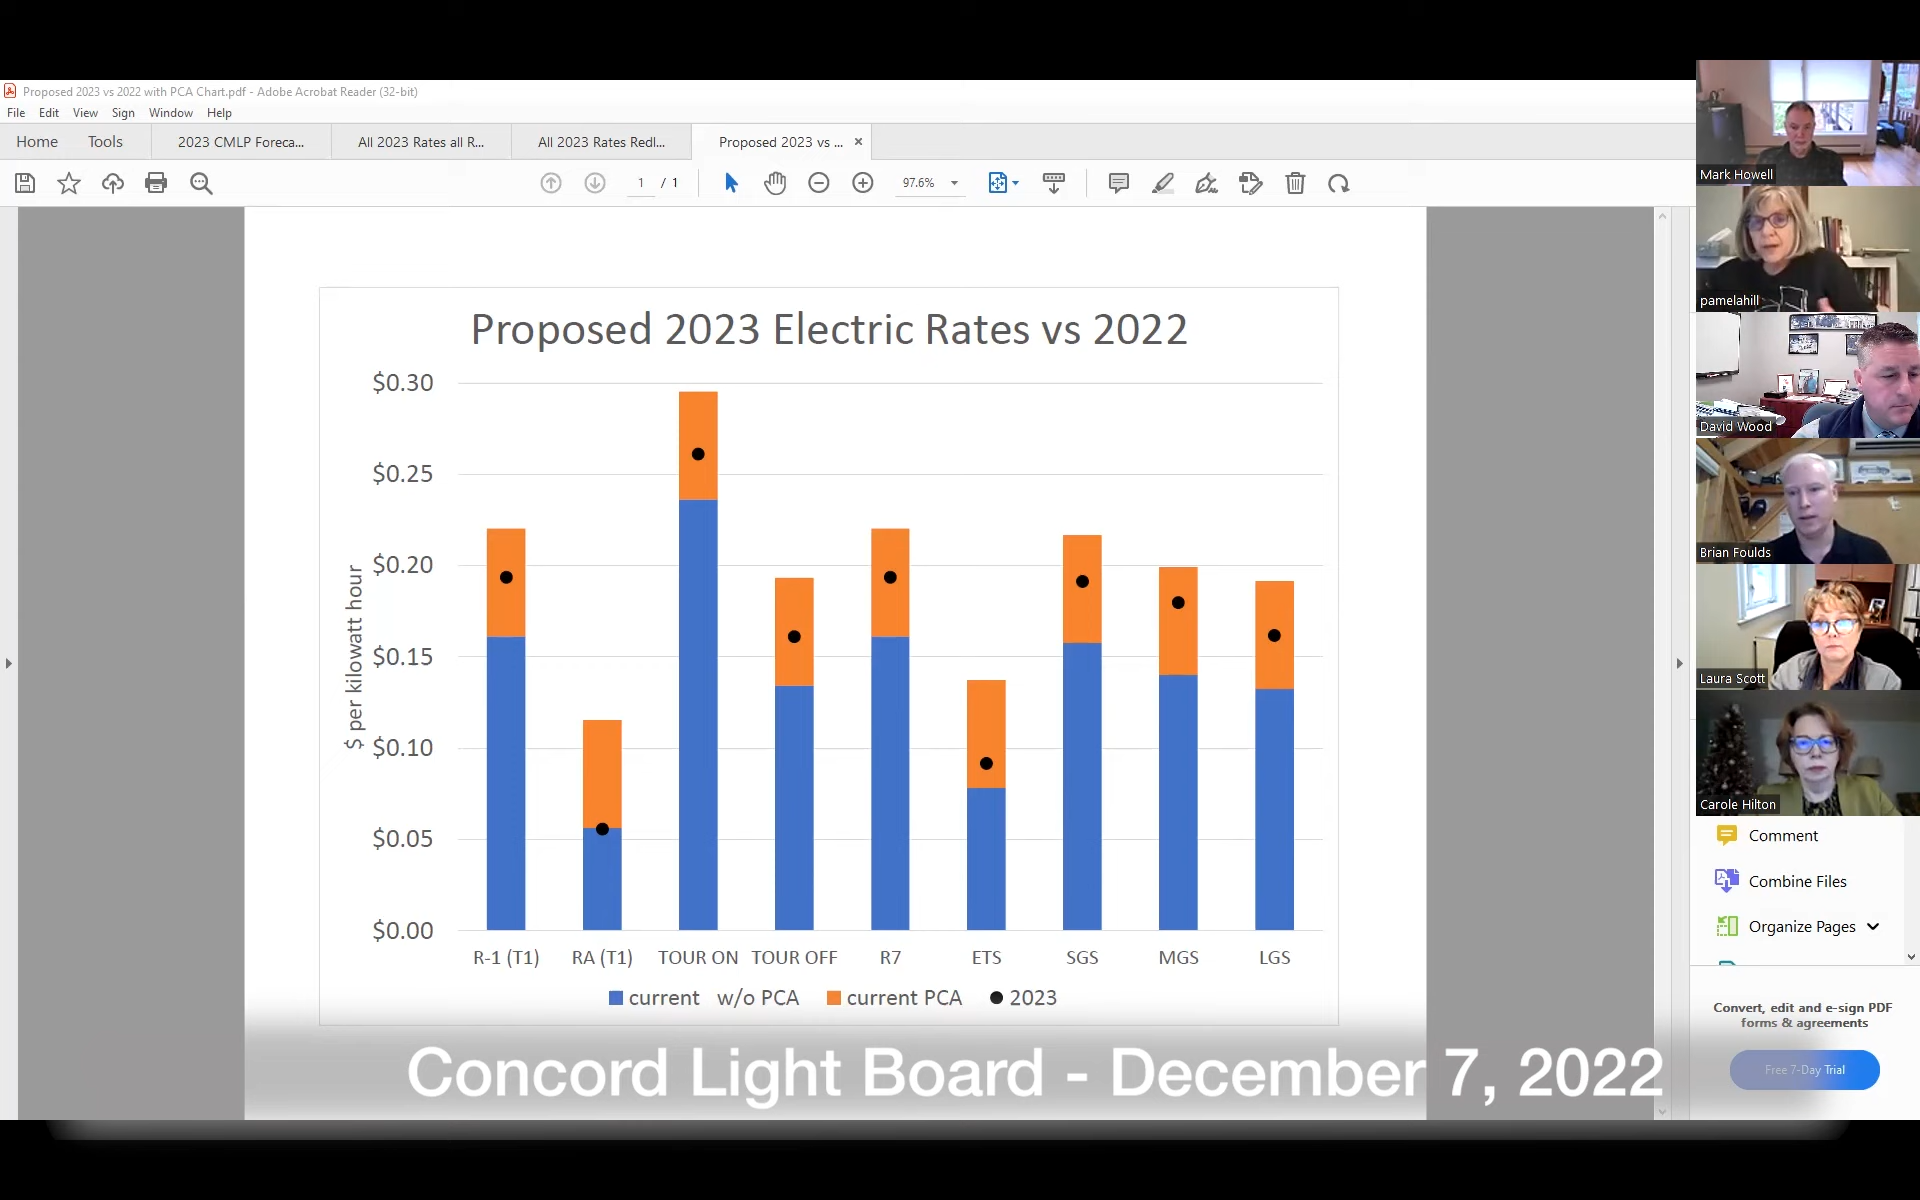 Proposed 2023 vs 2022 with PCA Chart.pdf - Adobe Acrobat Reader (32-bit)
File Edit View Sign Window Help
Home Tools 2023 CMLP Foreca... All 2023 Rates all R... All 2023 Rates Redl... Proposed 2023 vs ... ×
1 / 1 97.6%
Proposed 2023 Electric Rates vs 2022
$ per kilowatt hour
$0.30
$0.25
$0.20
$0.15
$0.10
$0.05
$0.00
R-1 (T1) RA (T1) TOUR ON TOUR OFF R7 ETS SGS MGS LGS
current w/o PCA current PCA 2023
Mark Howell
pamelahill
David Wood
Brian Foulds
Laura Scott
Carole Hilton
Comment
Combine Files
Organize Pages
Convert, edit and e-sign PDF
forms & agreements
Free 7-Day Trial
Concord Light Board - December 7, 2022